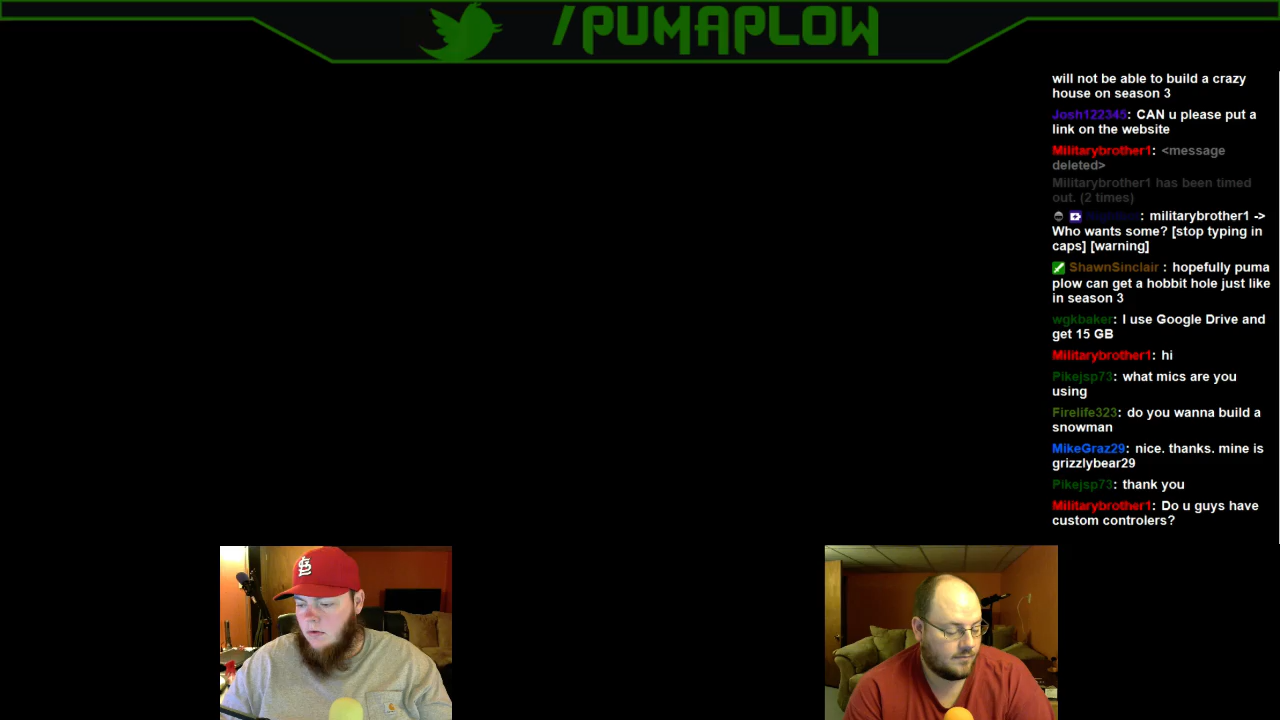 /PUMAPLOW
will not be able to build a crazy
house on season 3
Josh122345: CAN u please put a
link on the website
Militarybrother1: <message
deleted>
Militarybrother1 has been timed
out. (2 times)
: militarybrother1 ->
Who wants some? [stop typing in
caps] [warning]
ShawnSinclair : hopefully puma
plow can get a hobbit hole just like
in season 3
wgkbaker: I use Google Drive and
get 15 GB
Militarybrother1: hi
Pikejsp73: what mics are you
using
Firelife323: do you wanna build a
snowman
MikeGraz29: nice. thanks. mine is
grizzlybear29
Pikejsp73: thank you
Militarybrother1: Do u guys have
custom controlers?